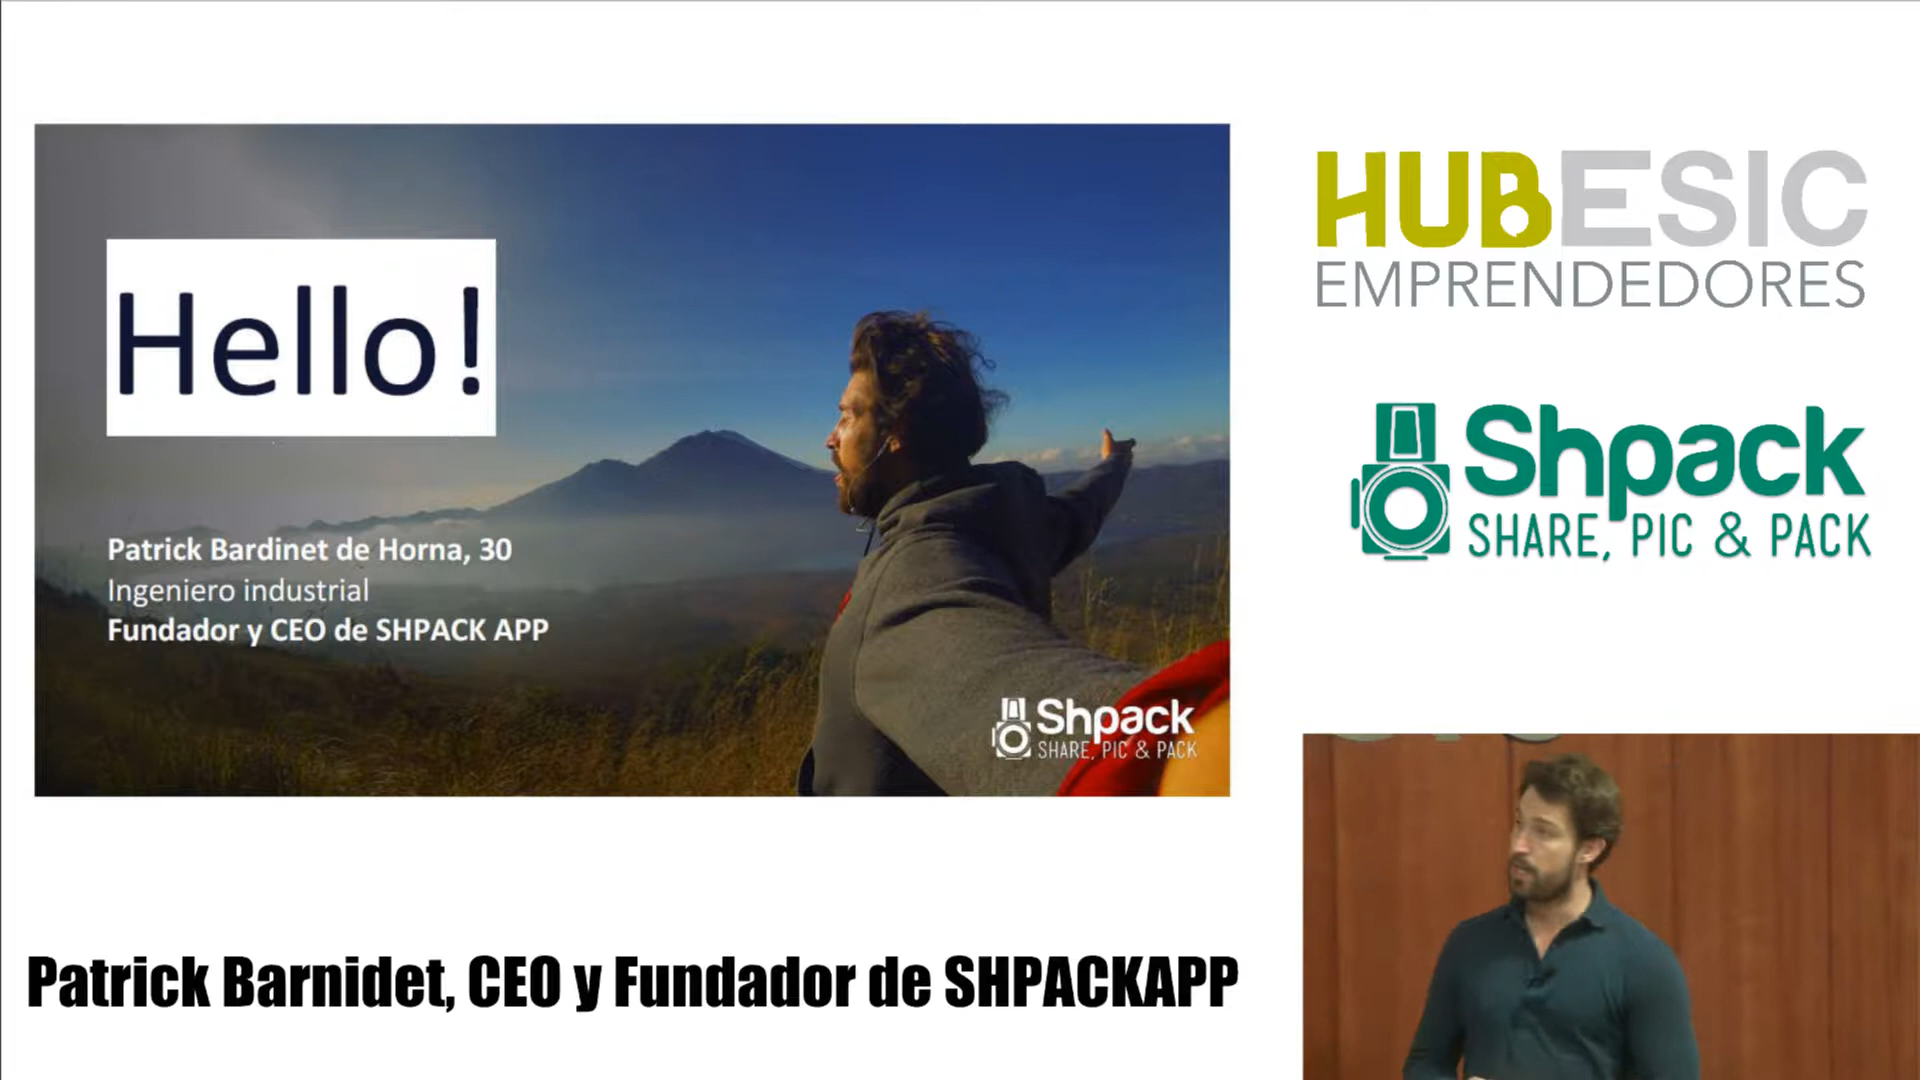 Hello!
Patrick Bardinet de Horna, 30
Ingeniero industrial
Fundador y CEO de SHPACK APP
Shpack
SHARE, PIC & PACK
HUBESIC
EMPRENDEDORES
Shpack
SHARE, PIC & PACK
Patrick Barnidet, CEO y Fundador de SHPACKAPP